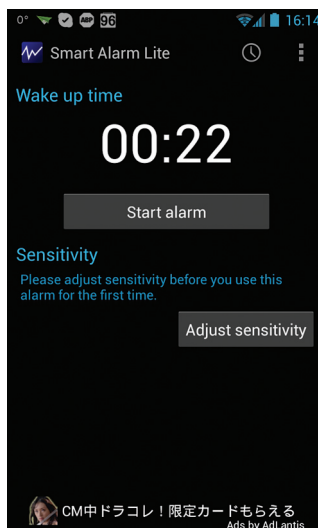 0° ABP 96 16:14
Smart Alarm Lite
Wake up time
00:22
Start alarm
Sensitivity
Please adjust sensitivity before you use this
alarm for the first time.
Adjust sensitivity
CM中ドラコレ！限定カードもらえる
Ads by AdLantis